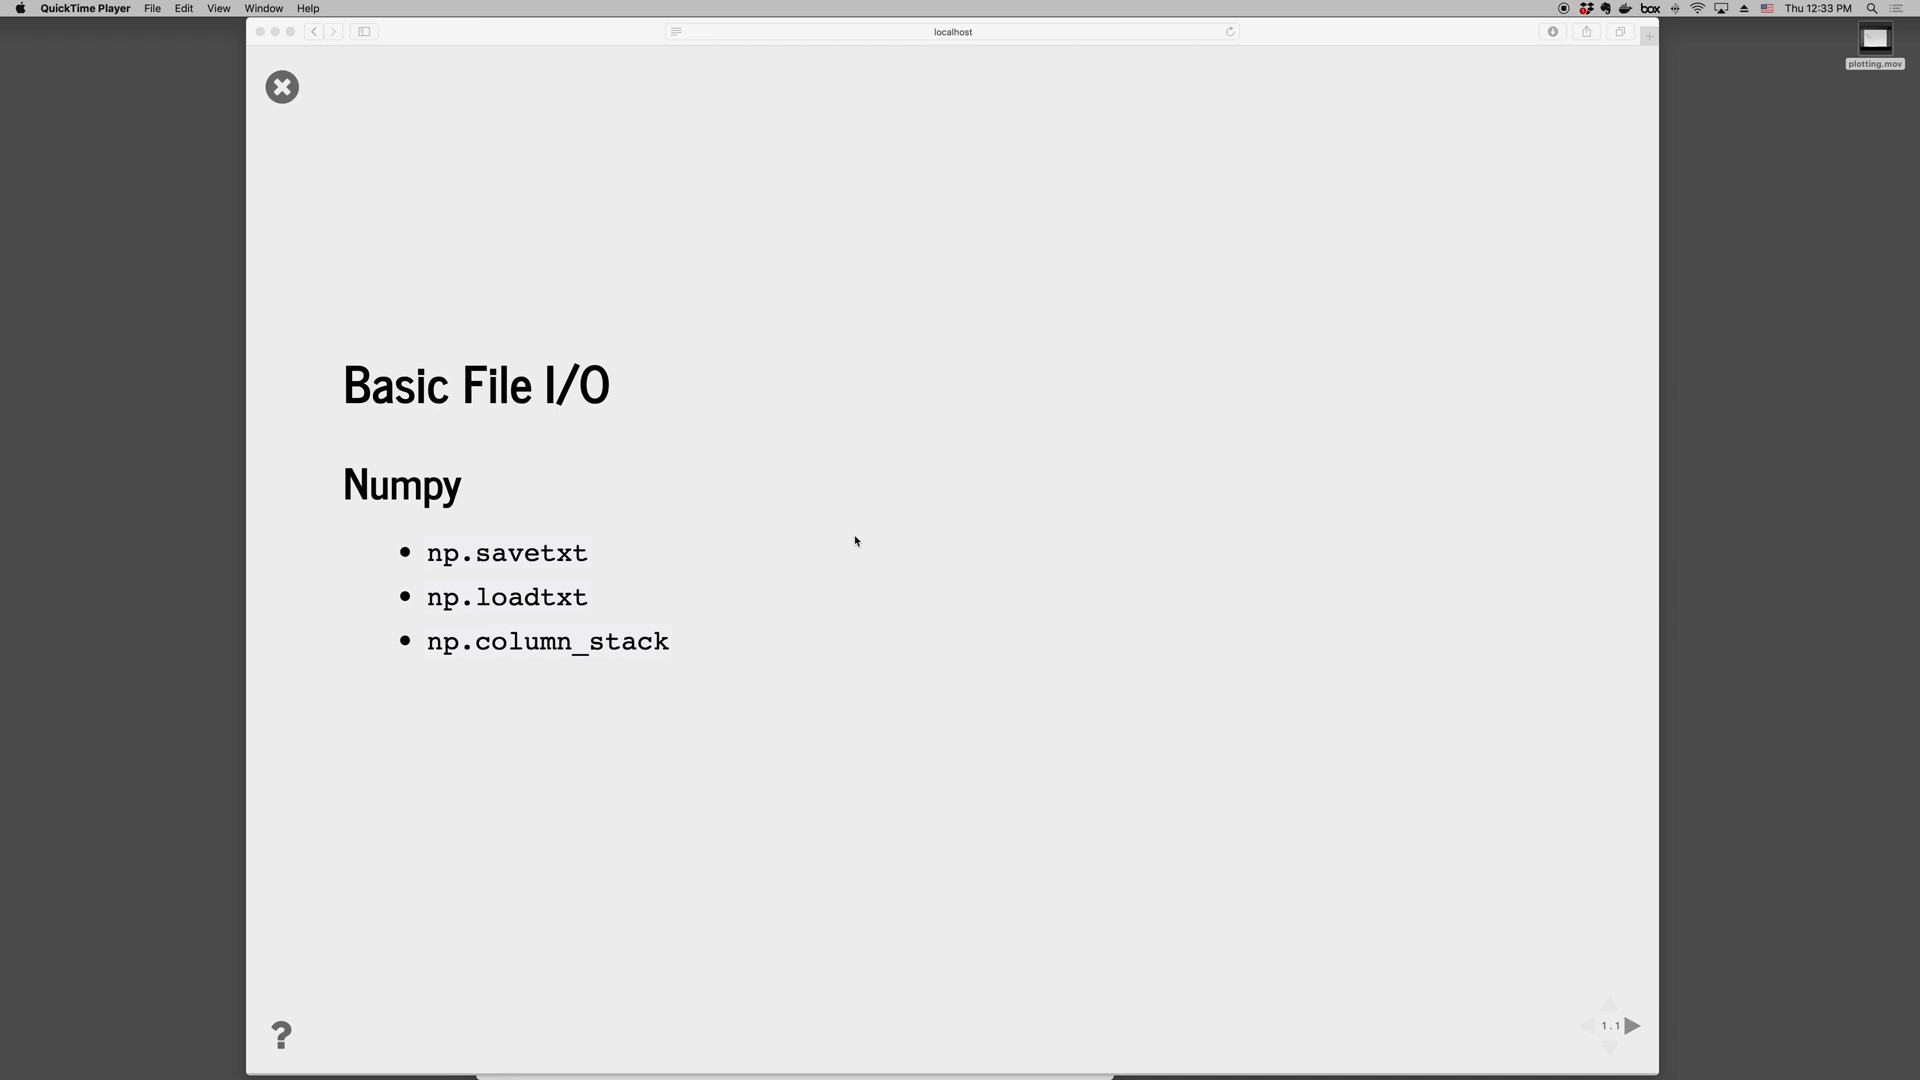 QuickTime Player File Edit View Window Help box Thu 12:33 PM
localhost
plotting.mov
Basic File I/O
Numpy
np.savetxt
np.loadtxt
np.column_stack
? 1.1